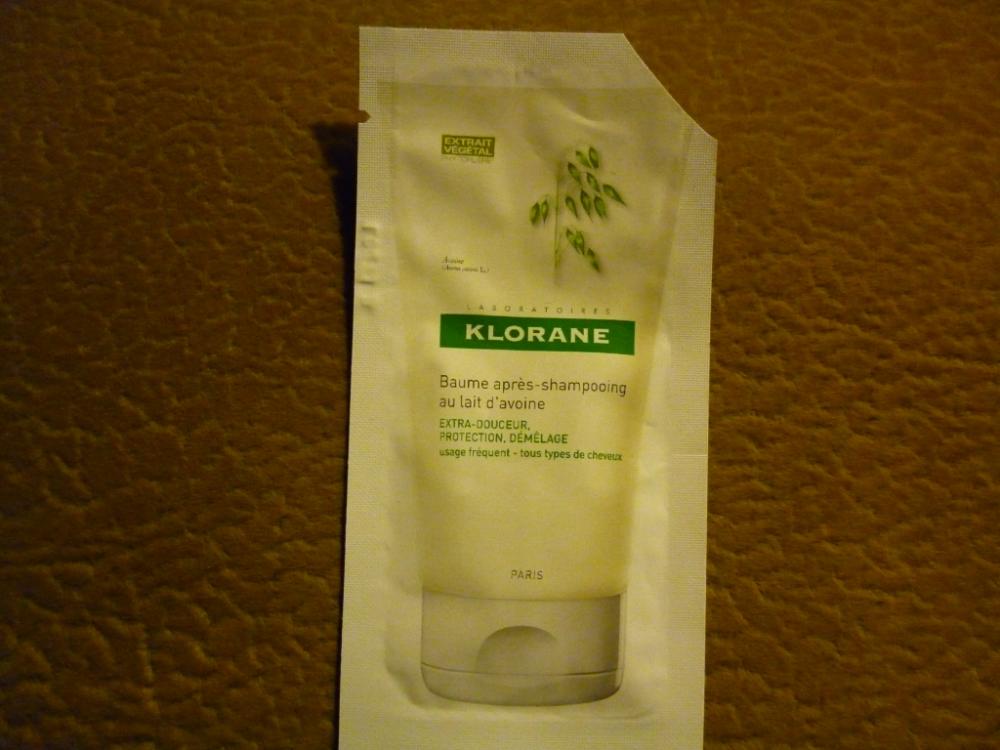 EXTRAIT
VÉGÉTAL
Avoine
LABORATOIRES
KLORANE
Baume après-shampooing
au lait d'avoine
EXTRA-DOUCEUR,
PROTECTION, DÉMÊLAGE
usage fréquent - tous types de cheveux
PARIS